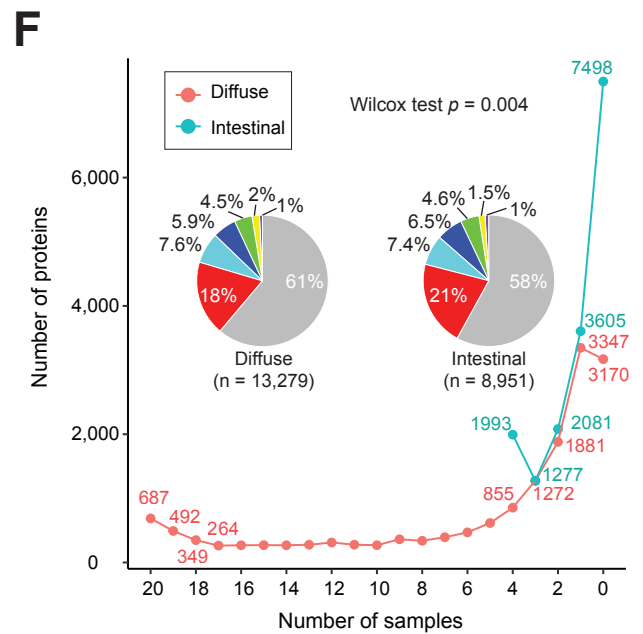 F
Diffuse
Intestinal
Wilcox test p = 0.004
7498
6,000
4,000
2,000
0
Number of proteins
4.5%
2%
1%
5.9%
7.6%
18%
61%
Diffuse
(n = 13,279)
4.6%
1.5%
1%
6.5%
7.4%
21%
58%
Intestinal
(n = 8,951)
3605
3347
3170
1993
2081
1881
1277
1272
855
687
492
349
264
20 18 16 14 12 10 8 6 4 2 0
Number of samples